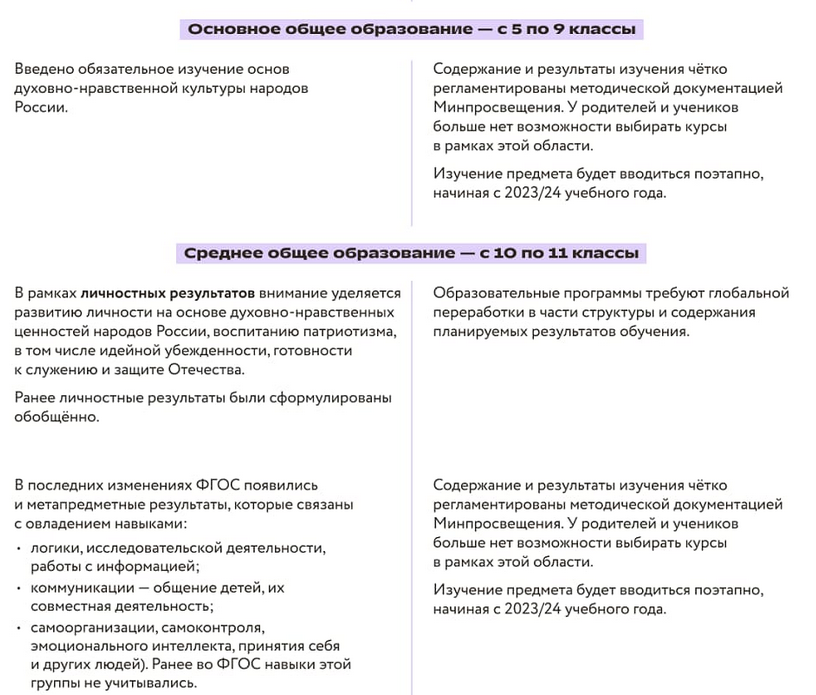 Основное общее образование — с 5 по 9 классы
Введено обязательное изучение основ
духовно-нравственной культуры народов
России.
Содержание и результаты изучения чётко
регламентированы методической документацией
Минпросвещения. У родителей и учеников
больше нет возможности выбирать курсы
в рамках этой области.
Изучение предмета будет вводиться поэтапно,
начиная с 2023/24 учебного года.
Среднее общее образование — с 10 по 11 классы
В рамках личностных результатов внимание уделяется
развитию личности на основе духовно-нравственных
ценностей народов России, воспитанию патриотизма,
в том числе идейной убежденности, готовности
к служению и защите Отечества.
Ранее личностные результаты были сформулированы
обобщённо.
Образовательные программы требуют глобальной
переработки в части структуры и содержания
планируемых результатов обучения.
В последних изменениях ФГОС появились
и метапредметные результаты, которые связаны
с овладением навыками:
• логики, исследовательской деятельности,
работы с информацией;
• коммуникации — общение детей, их
совместная деятельность;
• самоорганизации, самоконтроля,
эмоционального интеллекта, принятия себя
и других людей). Ранее во ФГОС навыки этой
группы не учитывались.
Содержание и результаты изучения чётко
регламентированы методической документацией
Минпросвещения. У родителей и учеников
больше нет возможности выбирать курсы
в рамках этой области.
Изучение предмета будет вводиться поэтапно,
начиная с 2023/24 учебного года.